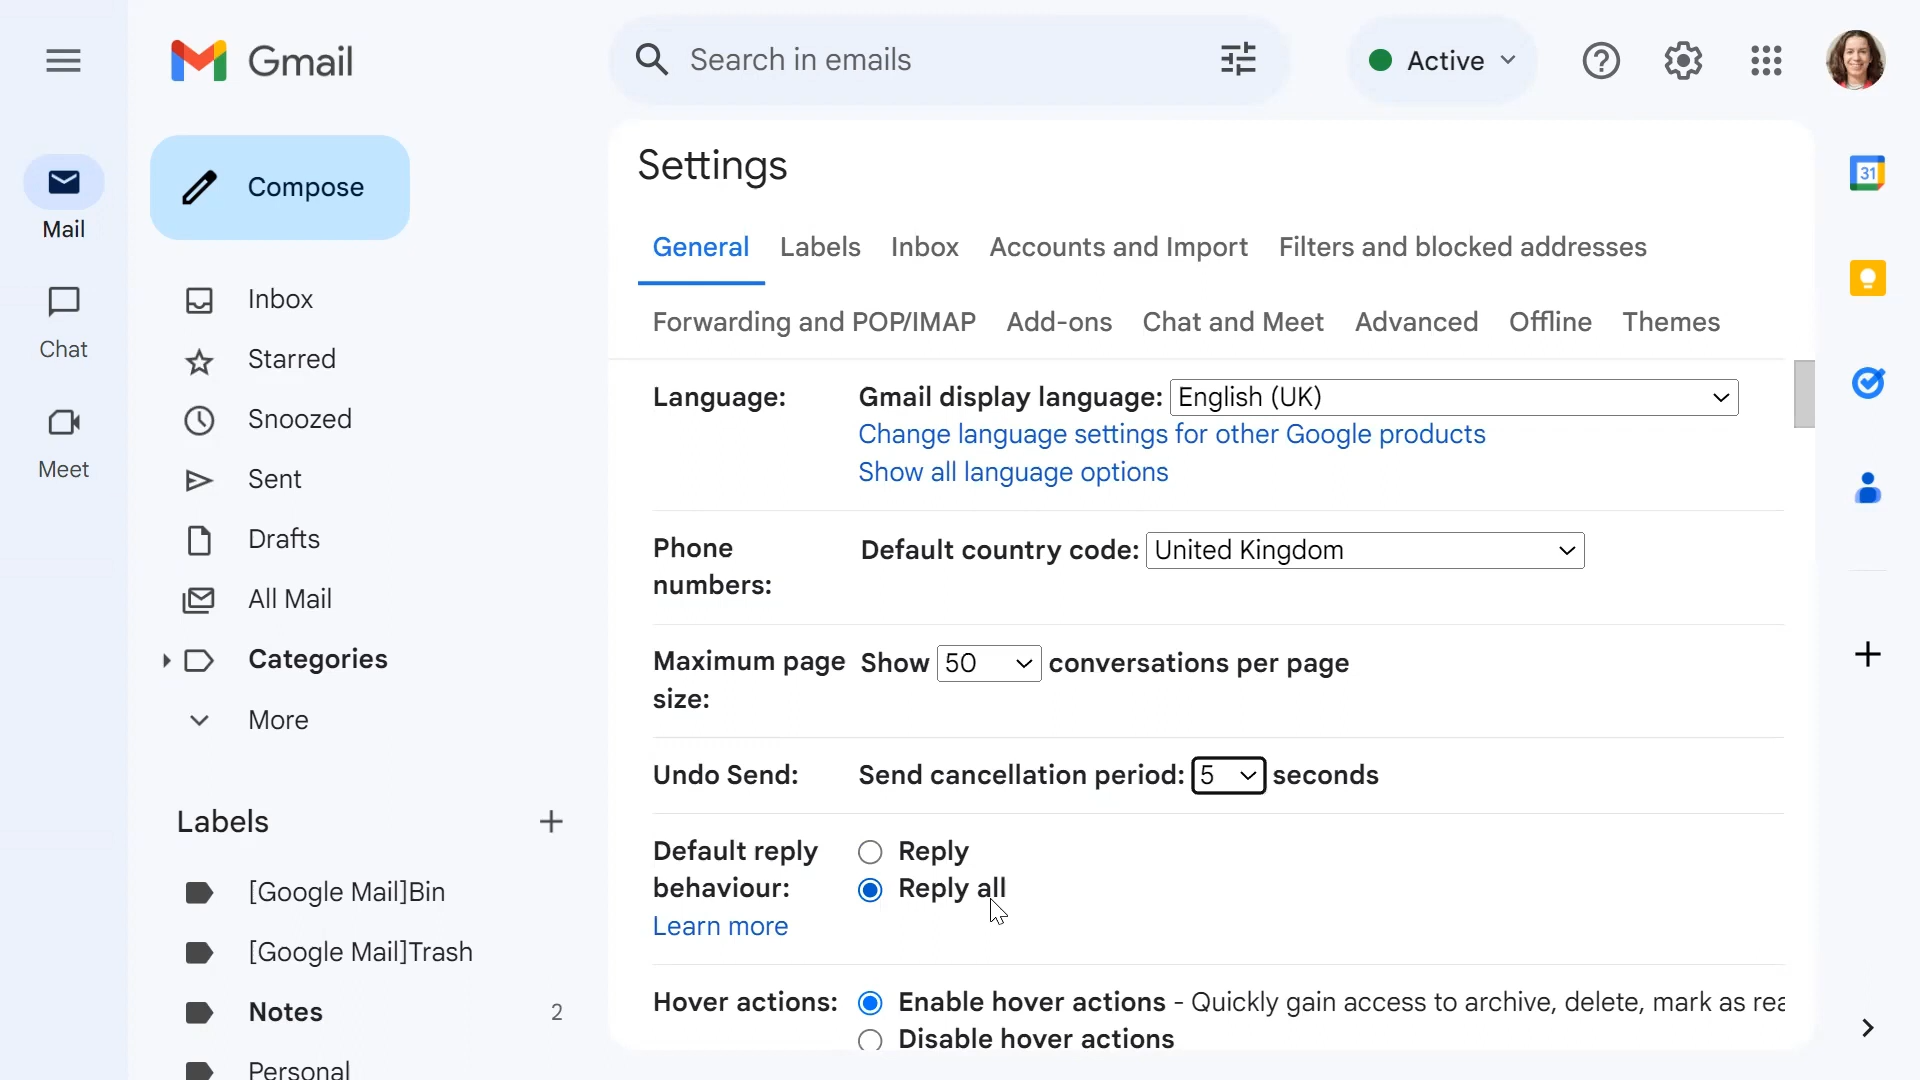 Gmail
Search in emails
Active
Mail
Chat
Meet
Compose
Inbox
Starred
Snoozed
Sent
Drafts
All Mail
Categories
More
Labels
[Google Mail]Bin
[Google Mail]Trash
Notes 2
Personal
Settings
General Labels Inbox Accounts and Import Filters and blocked addresses
Forwarding and POP/IMAP Add-ons Chat and Meet Advanced Offline Themes
Language: Gmail display language: English (UK)
Change language settings for other Google products
Show all language options
Phone numbers: Default country code: United Kingdom
Maximum page size: Show 50 conversations per page
Undo Send: Send cancellation period: 5 seconds
Default reply behaviour:
Reply
Reply all
Learn more
Hover actions: Enable hover actions - Quickly gain access to archive, delete, mark as rea
Disable hover actions
31